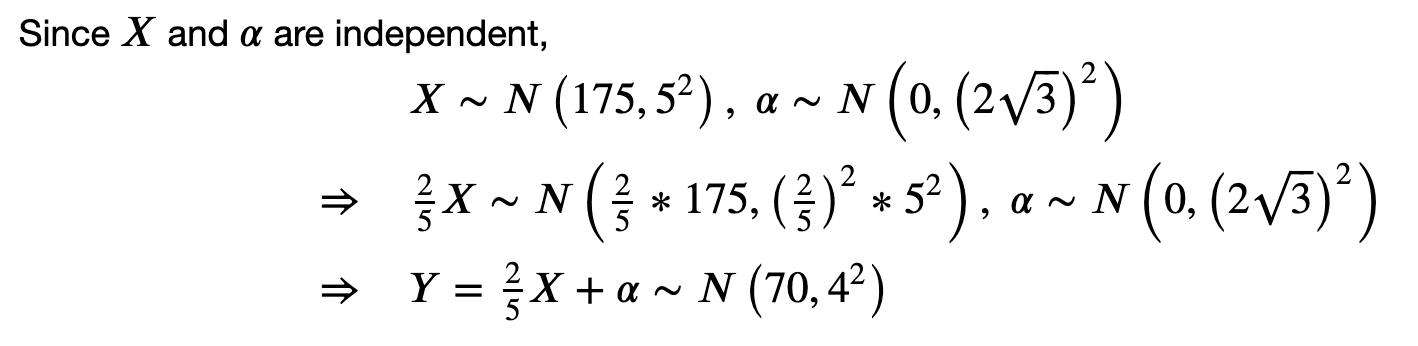 Since X and α are independent,
X ~ N(175, 5²), α ~ N(0, (2√3)²)
⇒ 2/5 X ~ N(2/5 * 175, (2/5)² * 5²), α ~ N(0, (2√3)²)
⇒ Y = 2/5 X + α ~ N(70, 4²)